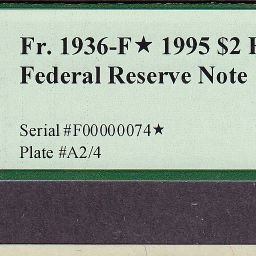 Fr. 1936-F★ 1995 $2
Federal Reserve Note
Serial #F00000074★
Plate #A2/4